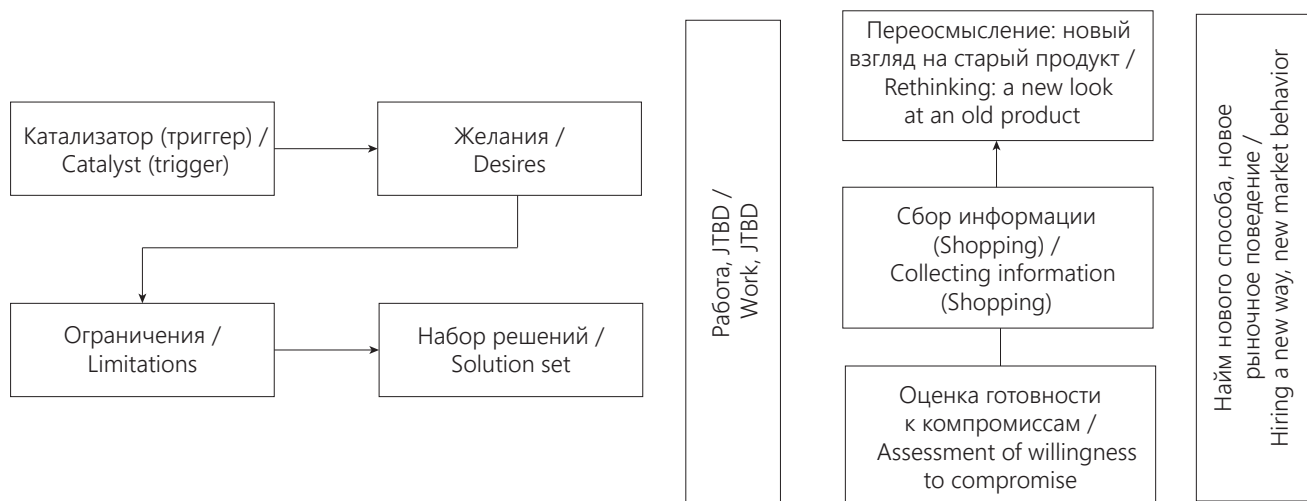 Катализатор (триггер) /
Catalyst (trigger)
Желания /
Desires
Ограничения /
Limitations
Набор решений /
Solution set
Работа, JTBD /
Work, JTBD
Переосмысление: новый
взгляд на старый продукт /
Rethinking: a new look
at an old product
Сбор информации
(Shopping) /
Collecting information
(Shopping)
Оценка готовности
к компромиссам /
Assessment of willingness
to compromise
Найм нового способа, новое
рыночное поведение /
Hiring a new way, new market behavior